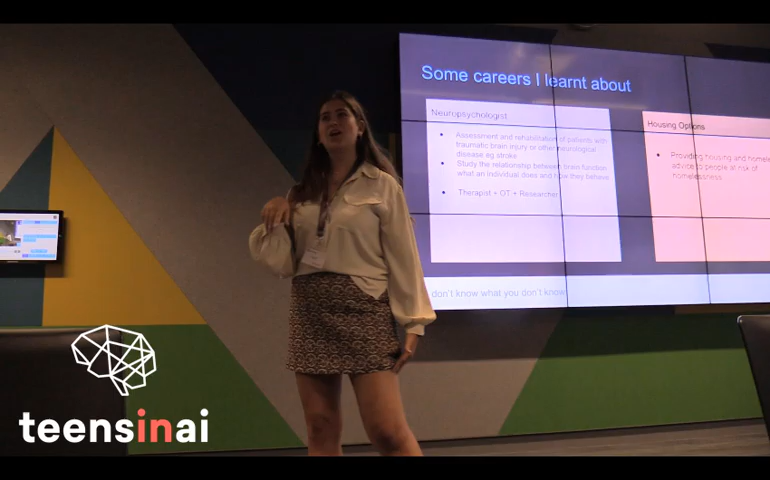 Some careers I learnt about
Neuropsychologist
Assessment and rehabilitation of patients with
traumatic brain injury or other neurological
disease eg stroke
Study the relationship between brain function
what an individual does and how they behave
Therapist + OT + Researcher
Housing Options
Providing housing and
advice to people at risk of
homelessness
don't know what you don't know
teensinai